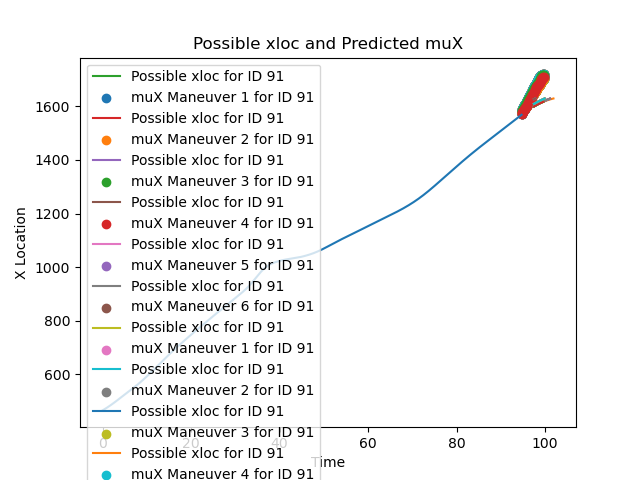 Possible xloc and Predicted muX
X Location
1600
1400
1200
1000
800
600
0
20
40
60
80
100
Time
Possible xloc for ID 91
muX Maneuver 1 for ID 91
Possible xloc for ID 91
muX Maneuver 2 for ID 91
Possible xloc for ID 91
muX Maneuver 3 for ID 91
Possible xloc for ID 91
muX Maneuver 4 for ID 91
Possible xloc for ID 91
muX Maneuver 5 for ID 91
Possible xloc for ID 91
muX Maneuver 6 for ID 91
Possible xloc for ID 91
muX Maneuver 1 for ID 91
Possible xloc for ID 91
muX Maneuver 2 for ID 91
Possible xloc for ID 91
muX Maneuver 3 for ID 91
Possible xloc for ID 91
muX Maneuver 4 for ID 91